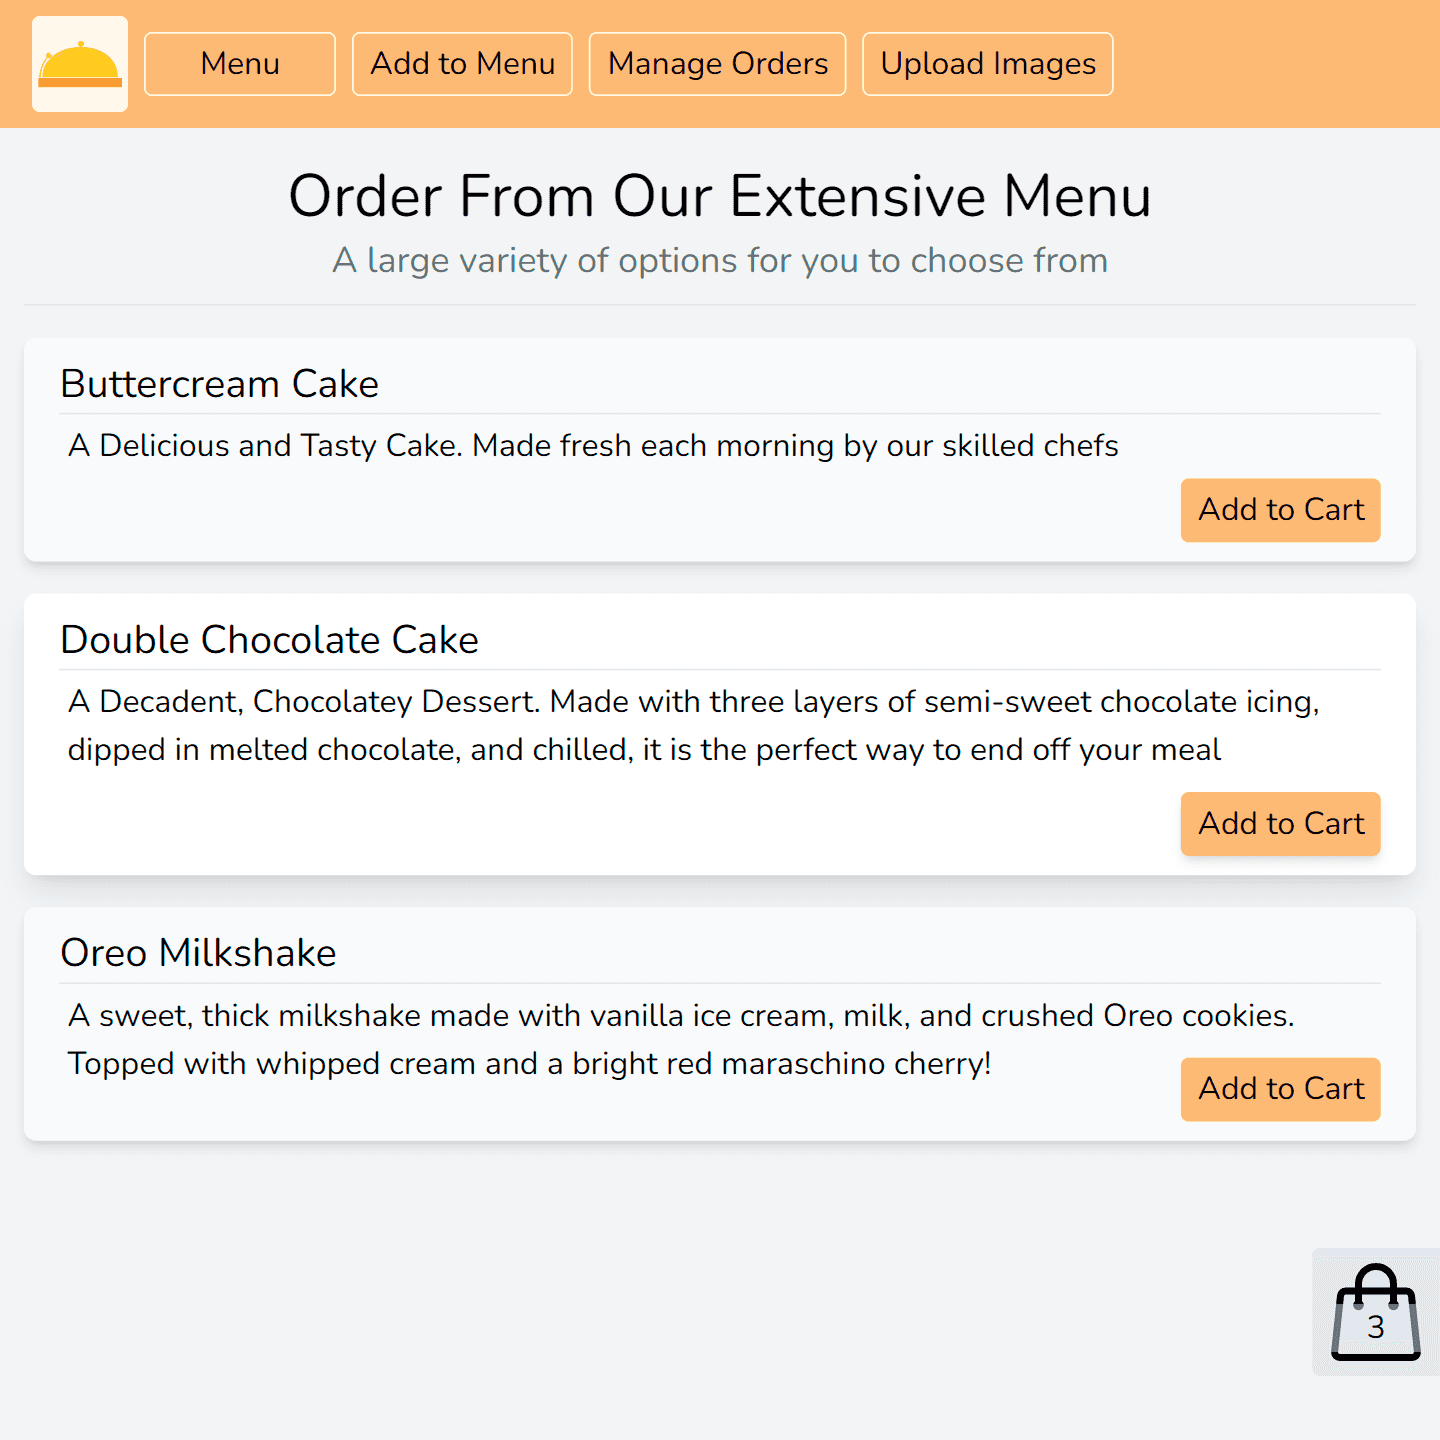 Menu
Add to Menu
Manage Orders
Upload Images
Order From Our Extensive Menu
A large variety of options for you to choose from
Buttercream Cake
A Delicious and Tasty Cake. Made fresh each morning by our skilled chefs
Add to Cart
Double Chocolate Cake
A Decadent, Chocolatey Dessert. Made with three layers of semi-sweet chocolate icing,
dipped in melted chocolate, and chilled, it is the perfect way to end off your meal
Add to Cart
Oreo Milkshake
A sweet, thick milkshake made with vanilla ice cream, milk, and crushed Oreo cookies.
Topped with whipped cream and a bright red maraschino cherry!
Add to Cart
3